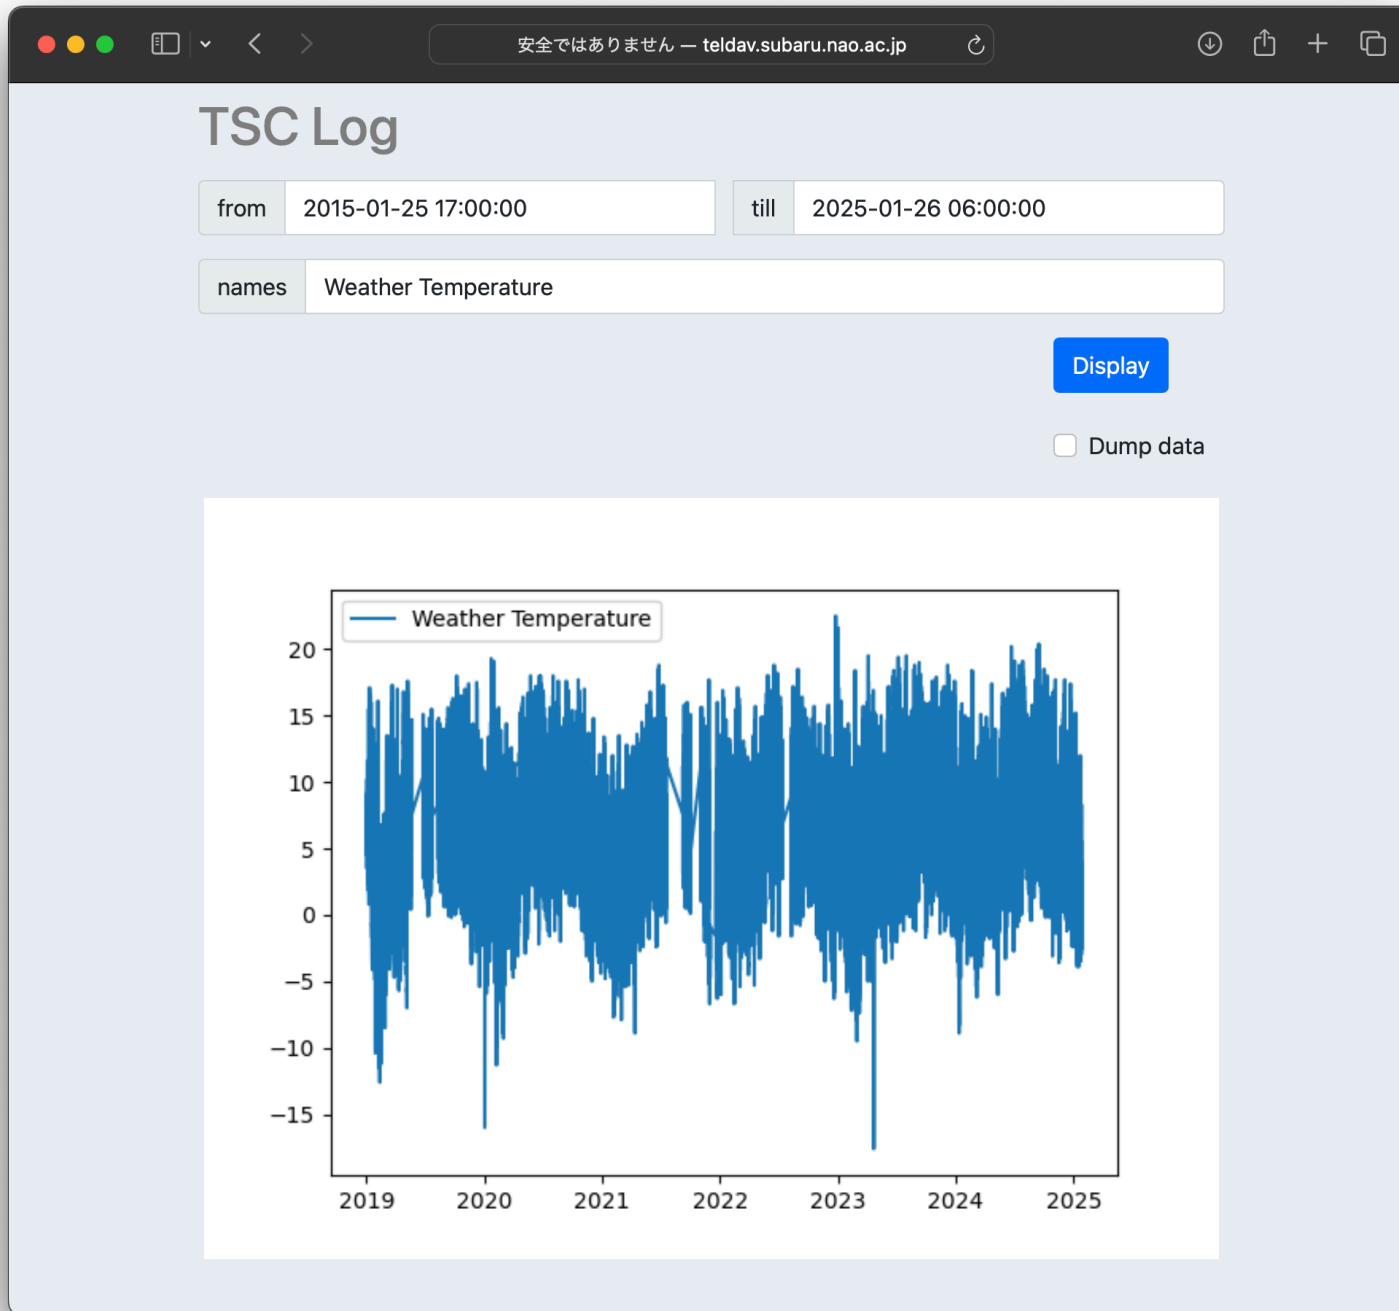 安全ではありません — teldav.subaru.nao.ac.jp
TSC Log
from 2015-01-25 17:00:00 till 2025-01-26 06:00:00
names Weather Temperature
Display
Dump data
Weather Temperature
20
15
10
5
0
−5
−10
−15
2019 2020 2021 2022 2023 2024 2025